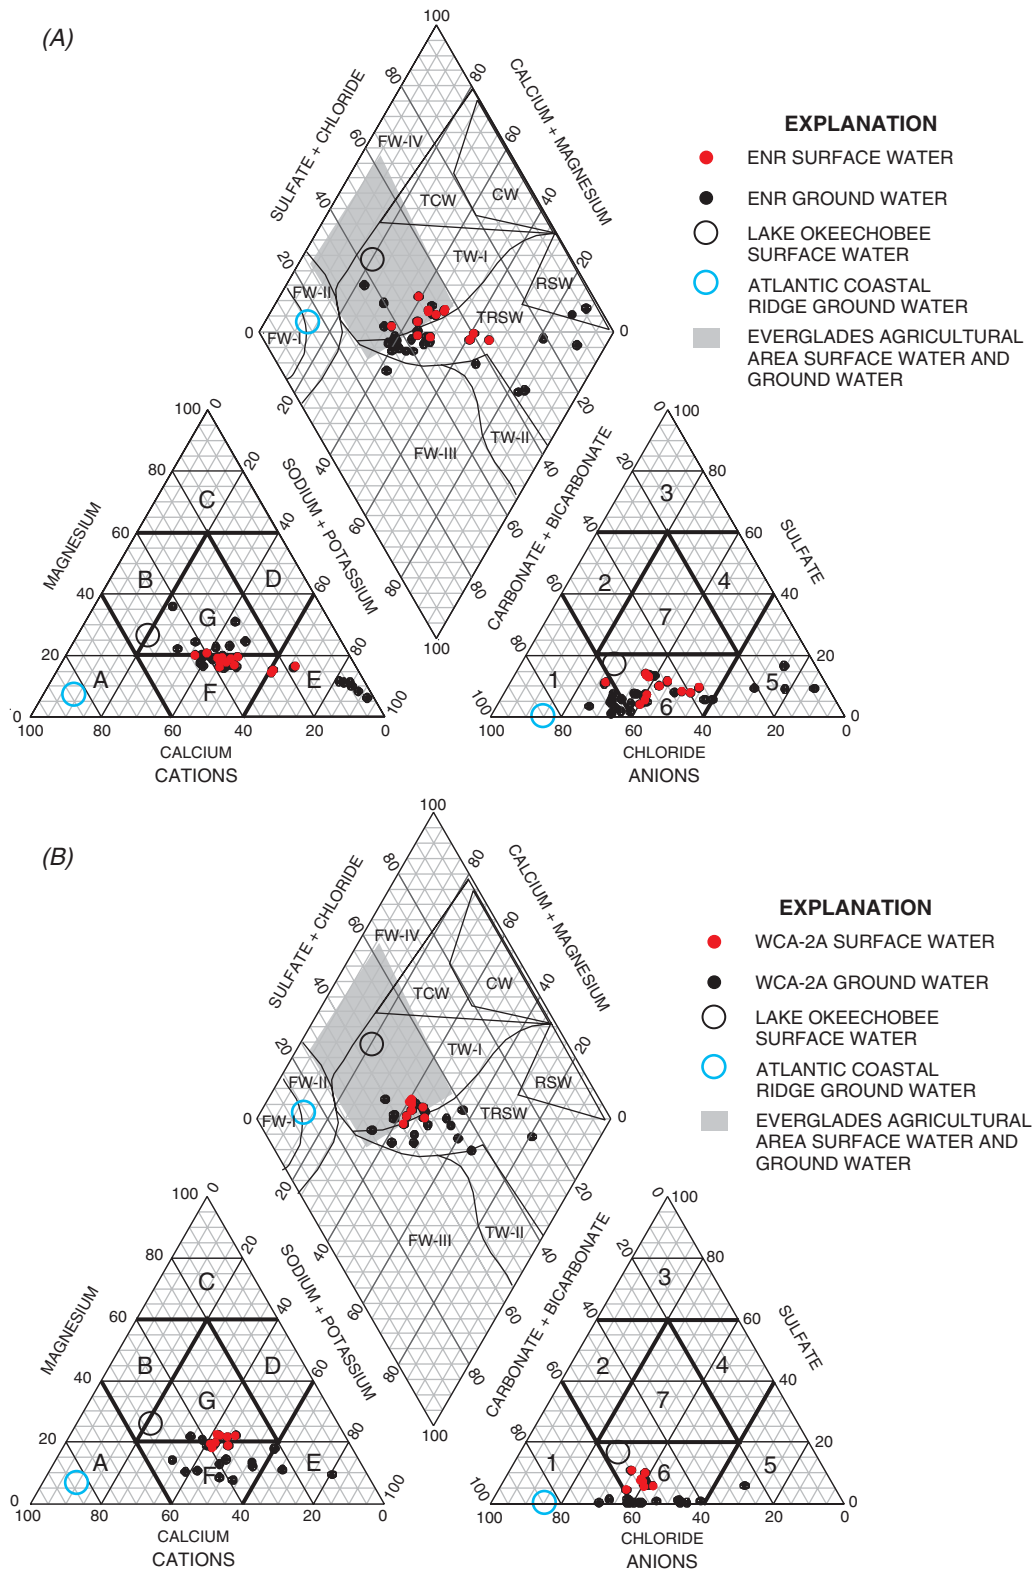 (A)
100
80
80
SULFATE + CHLORIDE
CALCIUM + MAGNESIUM
60
60
FW-IV
40
40
TCW
CW
20
20
TW-I
FW-II
RSW
TRSW
0
0
FW-I
20
20
TW-II
FW-III
40
40
SODIUM + POTASSIUM
CARBONATE + BICARBONATE
60
60
80
80
100
EXPLANATION
ENR SURFACE WATER
ENR GROUND WATER
LAKE OKEECHOBEE
SURFACE WATER
ATLANTIC COASTAL
RIDGE GROUND WATER
EVERGLADES AGRICULTURAL
AREA SURFACE WATER AND
GROUND WATER
100
0
80
20
C
MAGNESIUM
60
40
B
D
40
60
G
20
80
A
F
E
0
100
100
80
60
40
20
0
CALCIUM
CATIONS
0
100
20
80
3
SULFATE
40
60
2
4
60
40
7
80
20
1
6
5
100
0
100
80
60
40
20
0
CHLORIDE
ANIONS
(B)
100
80
80
SULFATE + CHLORIDE
CALCIUM + MAGNESIUM
60
60
FW-IV
40
40
TCW
CW
20
20
TW-I
FW-II
RSW
TRSW
0
0
FW-I
20
20
TW-II
FW-III
40
40
SODIUM + POTASSIUM
CARBONATE + BICARBONATE
60
60
80
80
100
EXPLANATION
WCA-2A SURFACE WATER
WCA-2A GROUND WATER
LAKE OKEECHOBEE
SURFACE WATER
ATLANTIC COASTAL
RIDGE GROUND WATER
EVERGLADES AGRICULTURAL
AREA SURFACE WATER AND
GROUND WATER
100
0
80
20
C
MAGNESIUM
60
40
B
D
40
60
G
20
80
A
F
E
0
100
100
80
60
40
20
0
CALCIUM
CATIONS
0
100
20
80
3
SULFATE
40
60
2
4
60
40
7
80
20
1
6
5
100
0
100
80
60
40
20
0
CHLORIDE
ANIONS